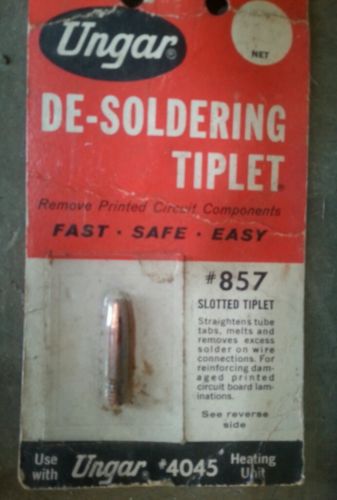 Ungar®
NET
DE-SOLDERING
TIPLET®
Remove Printed Circuit Components
FAST · SAFE · EASY
#857
SLOTTED TIPLET
Straightens tube
tabs, melts and
removes excess
solder on wire
connections. For
reinforcing dam-
aged printed
circuit board lam-
inations.
See reverse
side
Use with Ungar #4045 Heating Unit